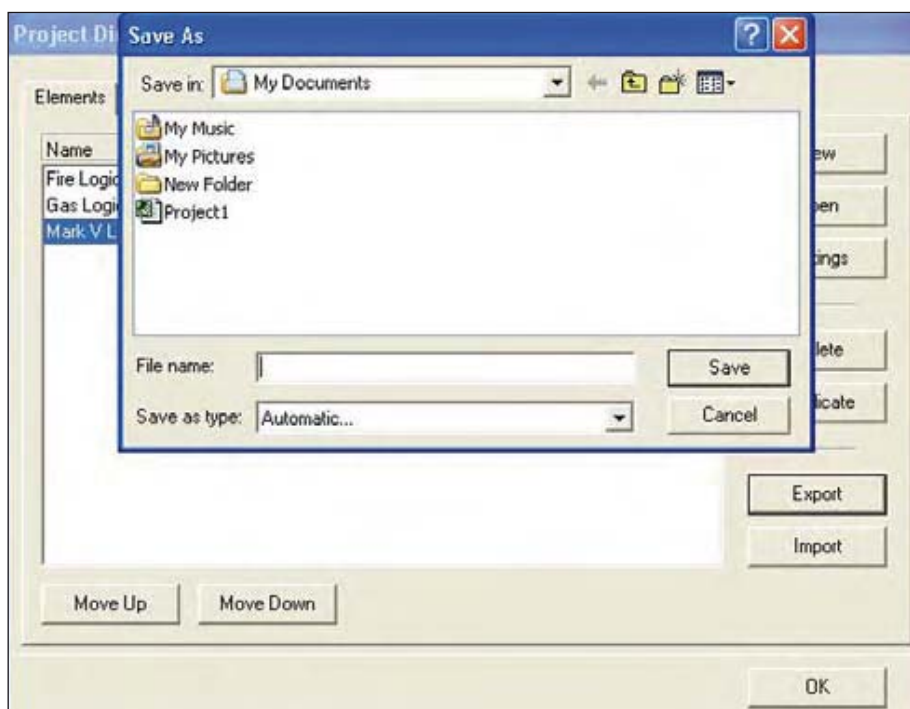 Project Di
Save As
Save in: My Documents
Elements
My Music
My Pictures
New Folder
Project1
Name
Fire Logic
Gas Logi
Mark V L
ew
pen
ings
lete
licate
File name:
Save
Save as type: Automatic...
Cancel
Export
Import
Move Up
Move Down
OK